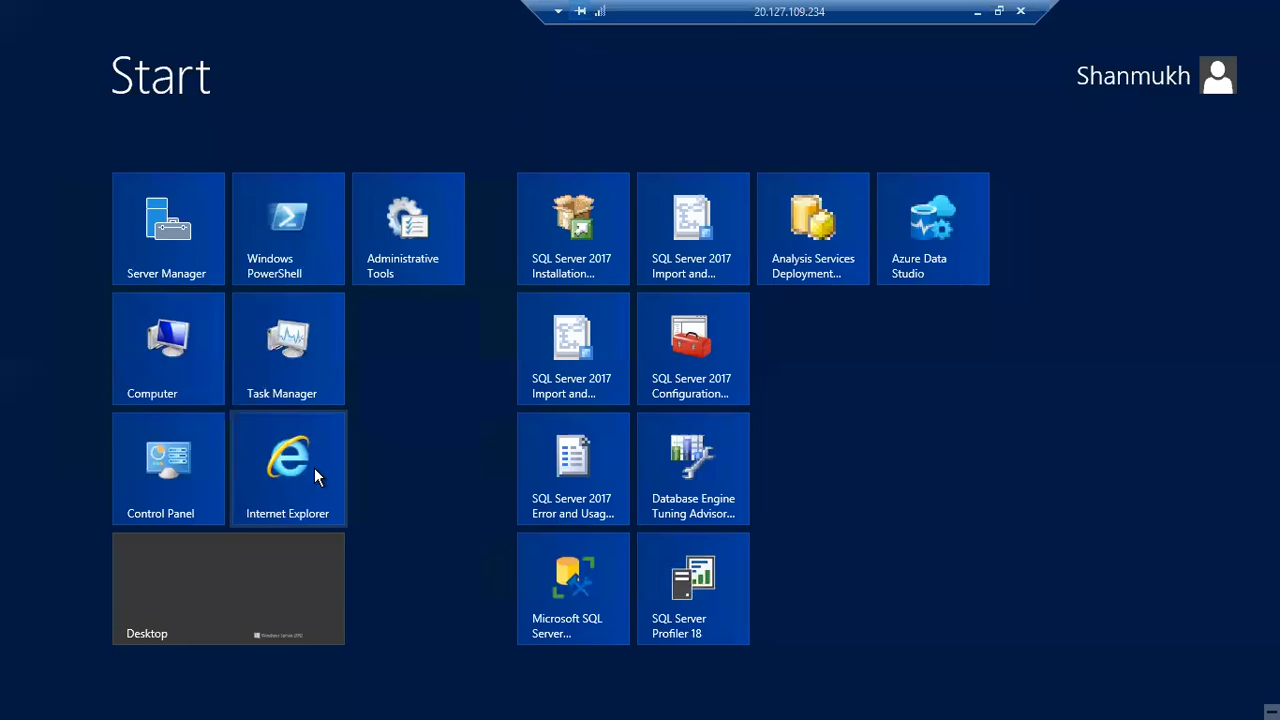 20.127.109.234
Start
Shanmukh
Server Manager
Windows
PowerShell
Administrative
Tools
SQL Server 2017
Installation...
SQL Server 2017
Import and...
Analysis Services
Deployment...
Azure Data
Studio
Computer
Task Manager
SQL Server 2017
Import and...
SQL Server 2017
Configuration...
Control Panel
Internet Explorer
SQL Server 2017
Error and Usag...
Database Engine
Tuning Advisor...
Desktop
Windows Server 2012
Microsoft SQL
Server...
SQL Server
Profiler 18